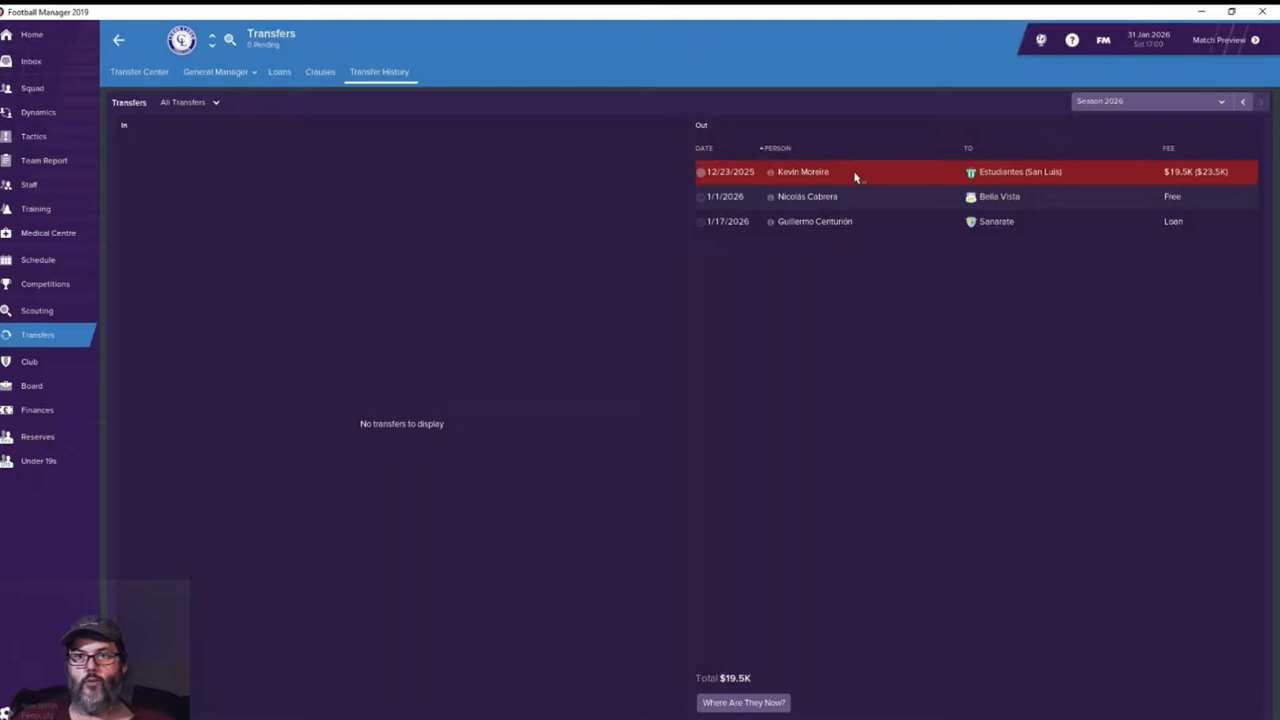 Football Manager 2019
Home
Inbox
Squad
Dynamics
Tactics
Team Report
Staff
Training
Medical Centre
Schedule
Competitions
Scouting
Transfers
Club
Board
Finances
Reserves
Under 19s
Transfers
0 Pending
? FM 31 Jan 2026
Sat 17:00
Match Preview
Transfer Center General Manager Loans Clauses Transfer History
Transfers All Transfers Season 2026
In
No transfers to display
Out
DATE PERSON TO FEE
12/23/2025 Kevin Moreira Estudiantes (San Luis) $19.5K ($23.5K)
1/1/2026 Nicolás Cabrera Bella Vista Free
1/17/2026 Guillermo Centurión Sanarate Loan
Total $19.5K
Where Are They Now?
Fenix (A)